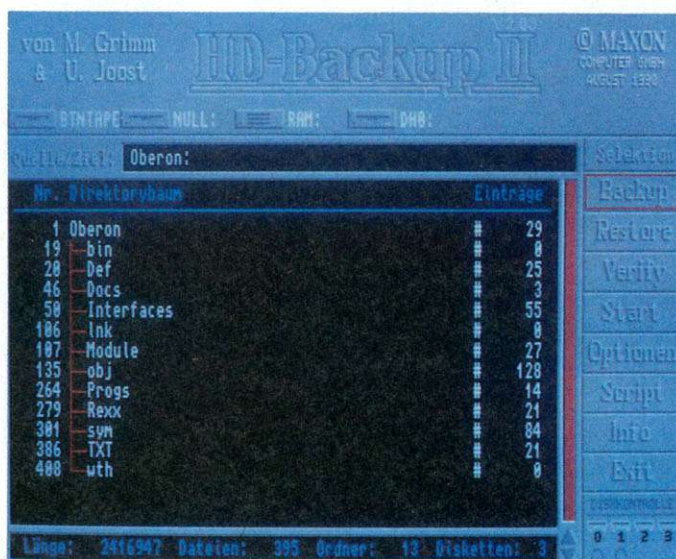 von M. Grimm
& U. Joost
HD-Backup II
© MAXON
COMPUTER GMBH
AUGUST 1990
BTNTAPE NULL: RAM: DH0:
Quelle/Ziel: Oberon:
Selektion
Nr. Direktorybaum Einträge
1 Oberon # 29
19 bin # 0
20 Def # 25
46 Docs # 3
50 Interfaces # 55
106 lnk # 0
107 Module # 27
135 obj # 128
264 Progs # 14
279 Rexx # 21
301 sym # 84
386 TXT # 21
408 wth # 0
Backup
Restore
Verify
Start
Optionen
Script
Info
Exit
DISKKONTROLLE
0 1 2 3
Länge: 2416947 Dateien: 395 Ordner: 13 Disketten: 3